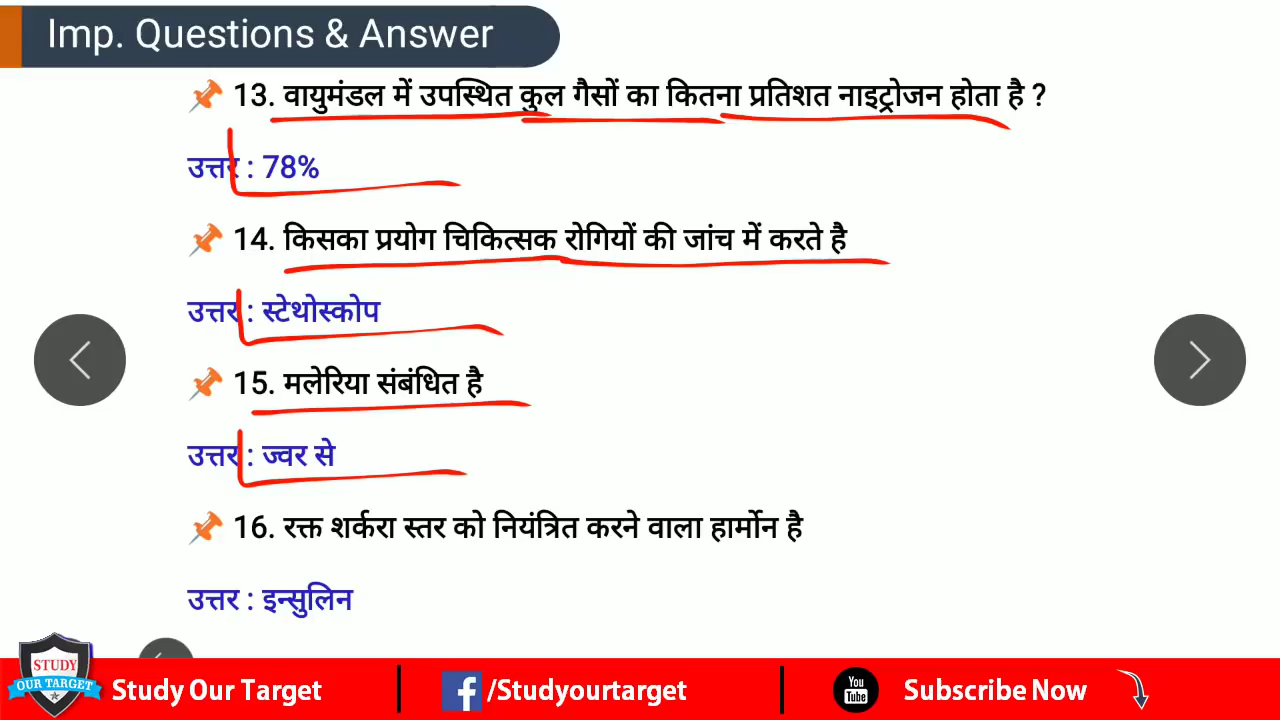 Imp. Questions & Answer
13. वायुमंडल में उपस्थित कुल गैसों का कितना प्रतिशत नाइट्रोजन होता है ?
उत्तर : 78%
14. किसका प्रयोग चिकित्सक रोगियों की जांच में करते है
उत्तर : स्टेथोस्कोप
15. मलेरिया संबंधित है
उत्तर : ज्वर से
16. रक्त शर्करा स्तर को नियंत्रित करने वाला हार्मोन है
उत्तर : इन्सुलिन
STUDY
OUR TARGET
Study Our Target
f /Studyourtarget
You
Tube
Subscribe Now